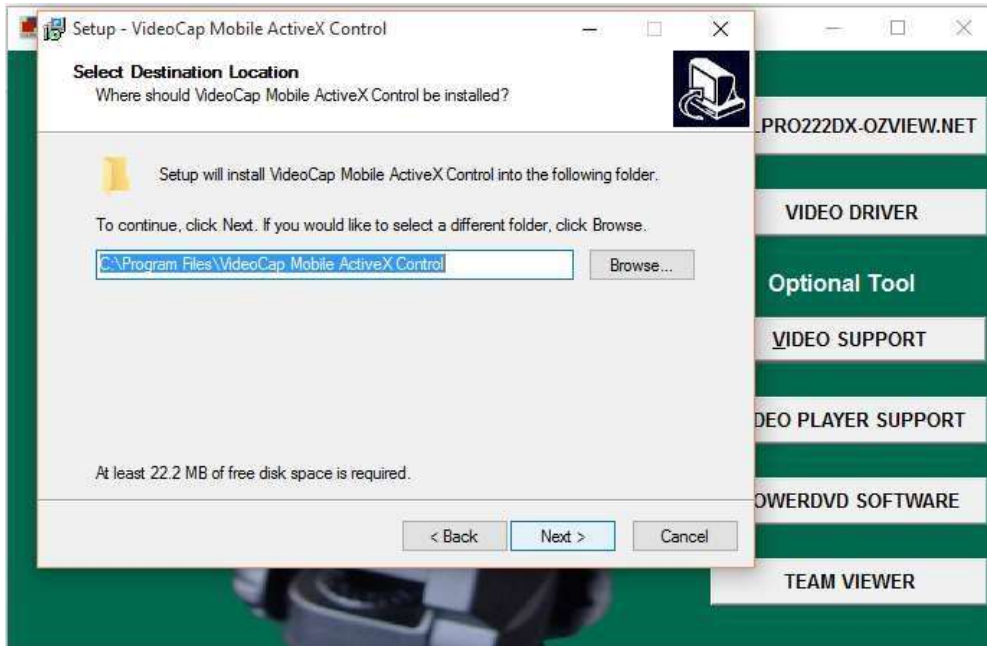 Setup - VideoCap Mobile ActiveX Control
Select Destination Location
Where should VideoCap Mobile ActiveX Control be installed?
Setup will install VideoCap Mobile ActiveX Control into the following folder.
To continue, click Next. If you would like to select a different folder, click Browse.
C:\Program Files\VideoCap Mobile ActiveX Control
Browse...
At least 22.2 MB of free disk space is required.
< Back
Next >
Cancel
LPRO222DX-OZVIEW.NET
VIDEO DRIVER
Optional Tool
VIDEO SUPPORT
DEO PLAYER SUPPORT
OWERDVD SOFTWARE
TEAM VIEWER